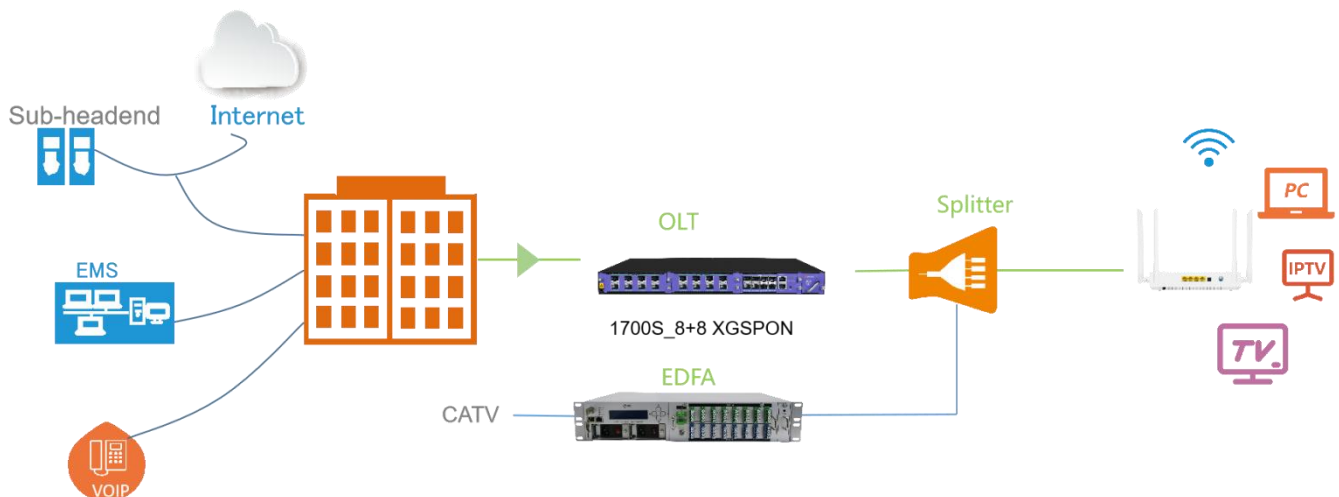 Sub-headend
Internet
EMS
VOIP
OLT
1700S_8+8 XGSPON
EDFA
CATV
Splitter
PC
IPTV
TV